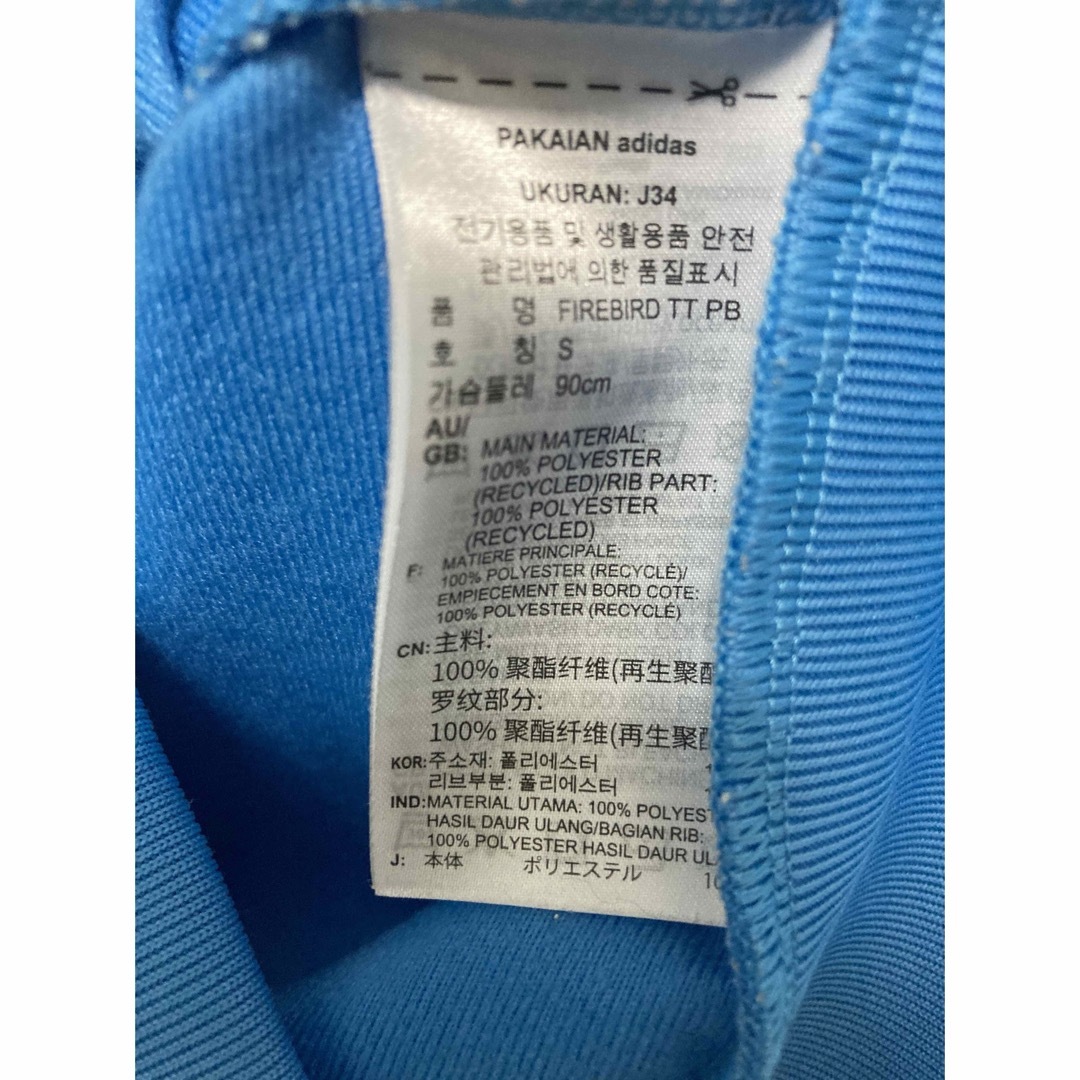 PAKAIAN adidas
UKURAN: J34
전기용품 및 생활용품 안전
관리법에 의한 품질표시
품 명 FIREBIRD TT PB
호 칭 S
가슴둘레 90cm
AU/
GB: MAIN MATERIAL:
100% POLYESTER
(RECYCLED)/RIB PART:
100% POLYESTER
(RECYCLED)
F: MATIERE PRINCIPALE:
100% POLYESTER (RECYCLÉ)/
EMPIECEMENT EN BORD COTE:
100% POLYESTER (RECYCLÉ)
CN: 主料:
100% 聚酯纤维(再生聚酯
罗纹部分:
100% 聚酯纤维(再生聚酯
KOR: 주소재: 폴리에스터
리브부분: 폴리에스터
IND: MATERIAL UTAMA: 100% POLYEST
HASIL DAUR ULANG/BAGIAN RIB:
100% POLYESTER HASIL DAUR UL
J: 本体 ポリエステル 10